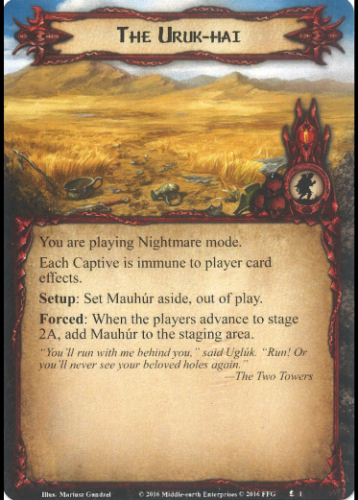 THE URUK-HAI
You are playing Nightmare mode.
Each Captive is immune to player card
effects.
Setup: Set Mauhúr aside, out of play.
Forced: When the players advance to stage
2A, add Mauhúr to the staging area.
"You'll run with me behind you," said Uglúk. "Run! Or
you'll never see your beloved holes again."
—The Two Towers
Illus. Mariusz Gandzel © 2016 Middle-earth Enterprises © 2016 FFG 1